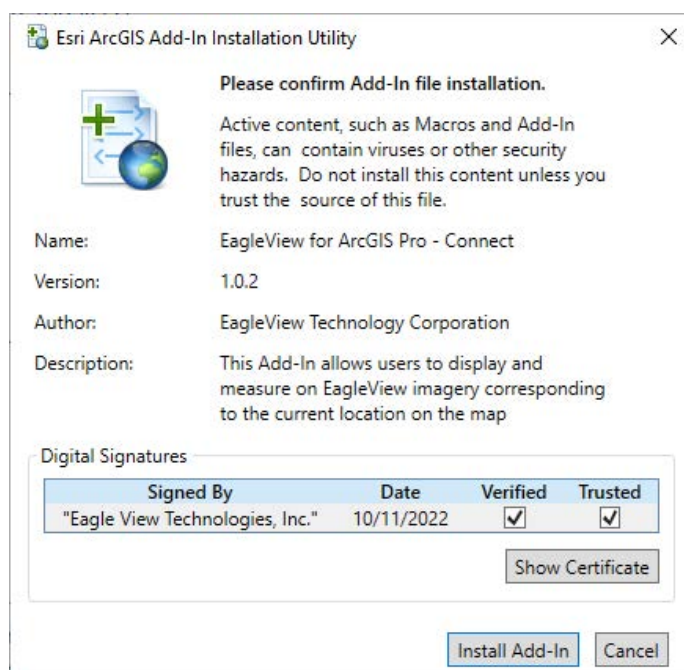 Esri ArcGIS Add-In Installation Utility
Please confirm Add-In file installation.
Active content, such as Macros and Add-In
files, can  contain viruses or other security
hazards.  Do not install this content unless you
trust the  source of this file.
Name: EagleView for ArcGIS Pro - Connect
Version: 1.0.2
Author: EagleView Technology Corporation
Description: This Add-In allows users to display and
measure on EagleView imagery corresponding
to the current location on the map
Digital Signatures
Signed By Date Verified Trusted
"Eagle View Technologies, Inc." 10/11/2022
Show Certificate
Install Add-In Cancel